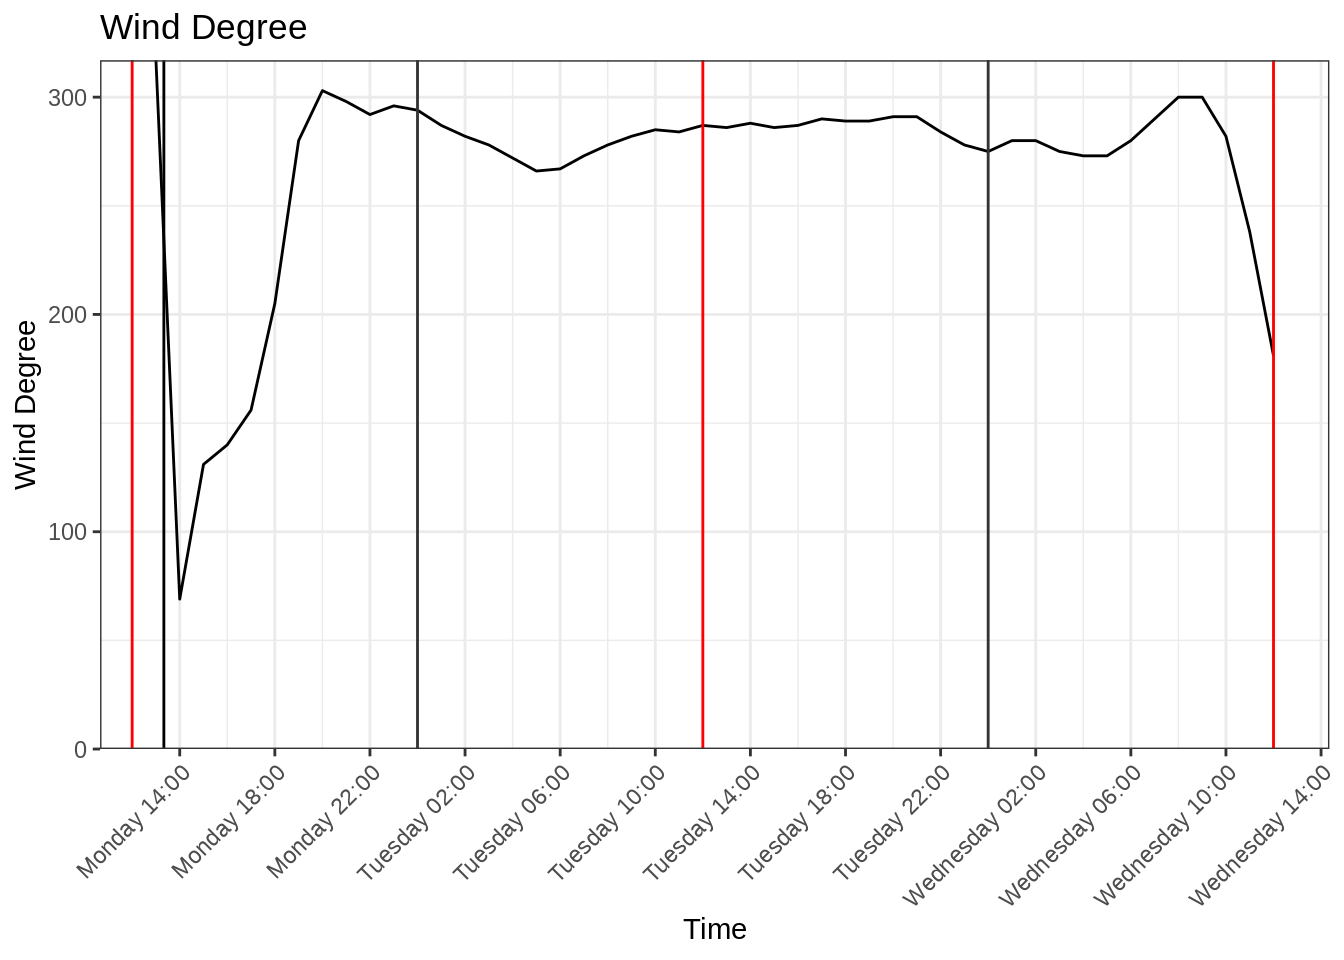 Wind Degree
300
200
100
0
Wind Degree
Monday 14:00
Monday 18:00
Monday 22:00
Tuesday 02:00
Tuesday 06:00
Tuesday 10:00
Tuesday 14:00
Tuesday 18:00
Tuesday 22:00
Wednesday 02:00
Wednesday 06:00
Wednesday 10:00
Wednesday 14:00
Time